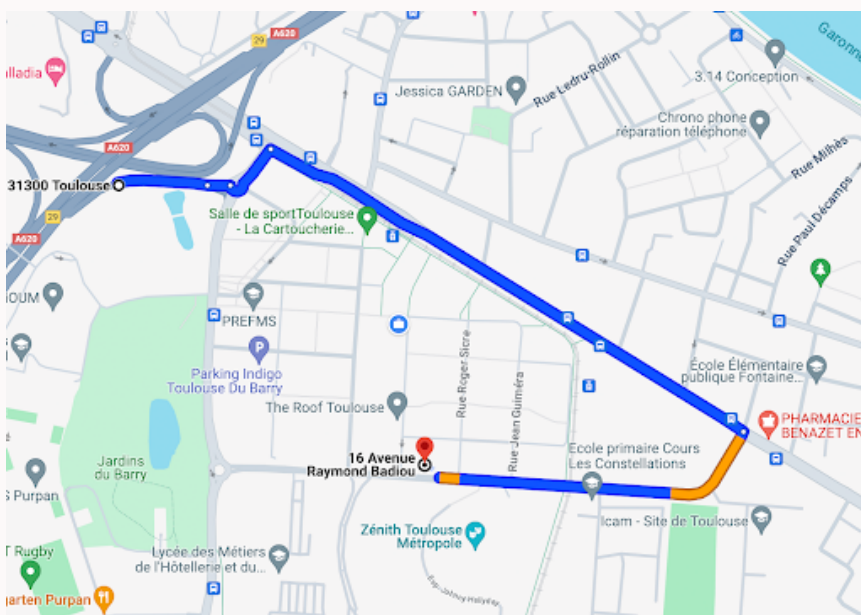 A620
29
Garonne
alladia
3.14 Conception
Jessica GARDEN
Rue Ledru-Rollin
Chrono phone
réparation téléphone
A620
Rue Milhès
31300 Toulouse
Rue Paul Décamps
Salle de sportToulouse
- La Cartoucherie...
29
A620
OUM
PREFMS
Parking Indigo
Toulouse Du Barry
Rue Roger Sicre
École Élémentaire
publique Fontaine...
The Roof Toulouse
Rue Jean Guiméra
PHARMACIE
BENAZET EN
16 Avenue
Raymond Badiou
Ecole primaire Cours
Les Constellations
Jardins
du Barry
S Purpan
Icam - Site de Toulouse
Zénith Toulouse
Métropole
T Rugby
Lycée des Métiers
de l'Hôtellerie et du...
garten Purpan